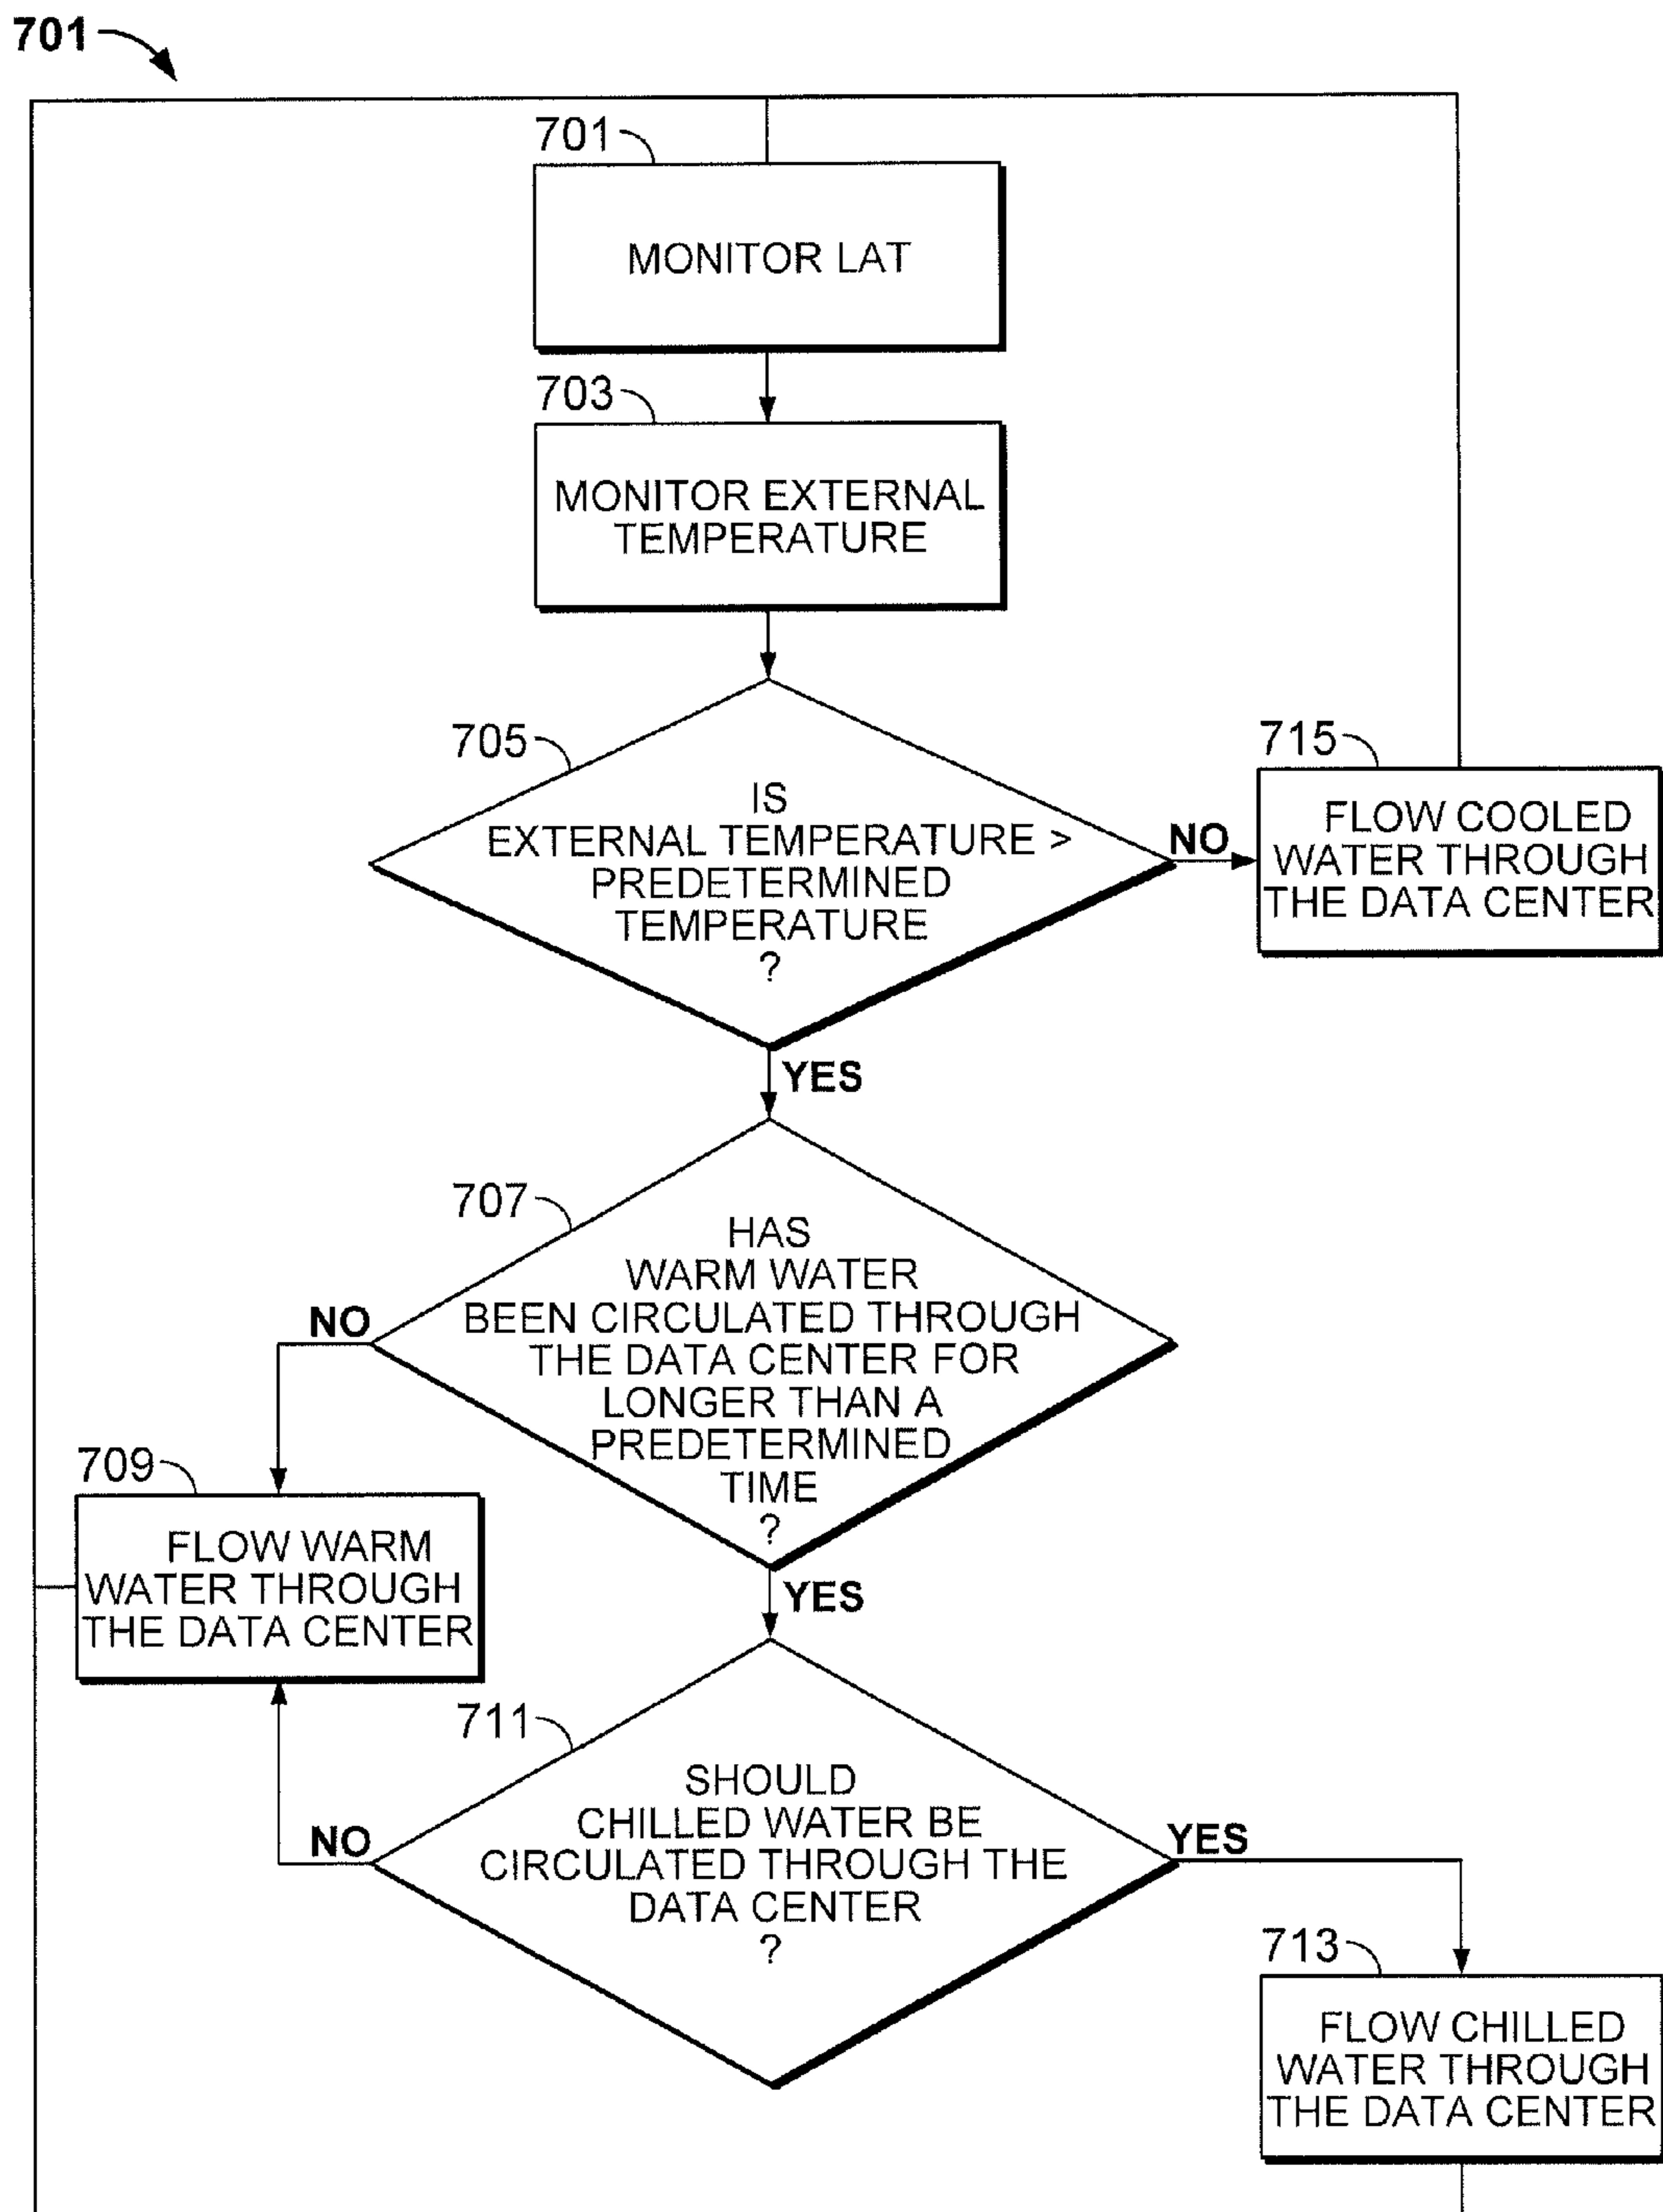 701
701
MONITOR LAT
703
MONITOR EXTERNAL
TEMPERATURE
705
IS
EXTERNAL TEMPERATURE >
PREDETERMINED
TEMPERATURE
?
NO
715
FLOW COOLED
WATER THROUGH
THE DATA CENTER
YES
707
HAS
WARM WATER
BEEN CIRCULATED THROUGH
THE DATA CENTER FOR
LONGER THAN A
PREDETERMINED
TIME
?
NO
709
FLOW WARM
WATER THROUGH
THE DATA CENTER
YES
711
SHOULD
CHILLED WATER BE
CIRCULATED THROUGH THE
DATA CENTER
?
NO
YES
713
FLOW CHILLED
WATER THROUGH
THE DATA CENTER